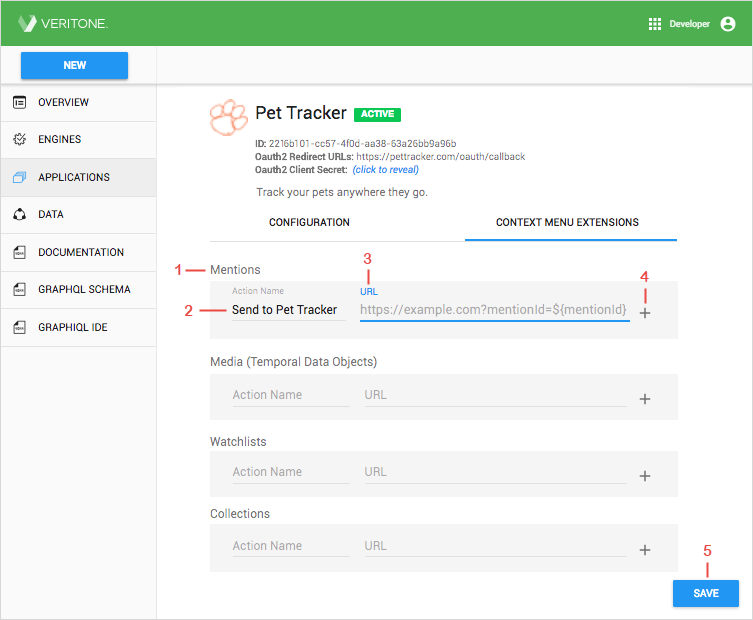 VERITONE.
Developer
NEW
OVERVIEW
ENGINES
APPLICATIONS
DATA
DOCUMENTATION
GRAPHQL SCHEMA
GRAPHIQL IDE
Pet Tracker ACTIVE
ID: 2216b101-cc57-4f0d-aa38-63a26bb9a96b
Oauth2 Redirect URLs: https://pettracker.com/oauth/callback
Oauth2 Client Secret: (click to reveal)
Track your pets anywhere they go.
CONFIGURATION CONTEXT MENU EXTENSIONS
1 Mentions 3
Action Name URL 4
2 Send to Pet Tracker https://example.com?mentionId=${mentionId} +
Media (Temporal Data Objects)
Action Name URL +
Watchlists
Action Name URL +
Collections
Action Name URL +
5
SAVE